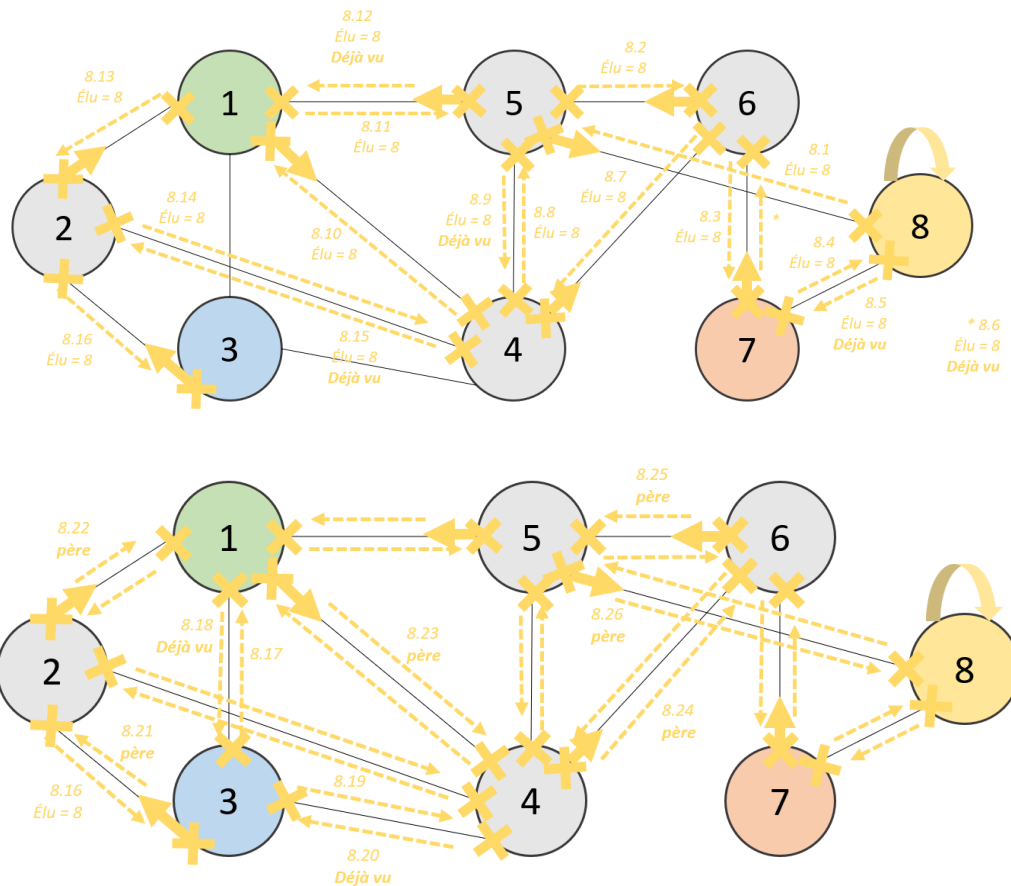 8.12
Élu = 8
Déjà vu
8.2
Élu = 8
8.13
Élu = 8
1
5
6
8.11
Élu = 8
8.1
Élu = 8
8.14
Élu = 8
8.9
Élu = 8
Déjà vu
8.7
Élu = 8
8.8
Élu = 8
8.3
Élu = 8
*
2
8
8.10
Élu = 8
8.4
Élu = 8
8.16
Élu = 8
3
8.15
Élu = 8
Déjà vu
4
7
8.5
Élu = 8
Déjà vu
* 8.6
Élu = 8
Déjà vu
8.25
père
8.22
père
1
5
6
8.18
Déjà vu
8.17
8.23
père
8.26
père
2
8
8.21
père
8.24
père
8.16
Élu = 8
3
8.19
4
7
8.20
Déjà vu